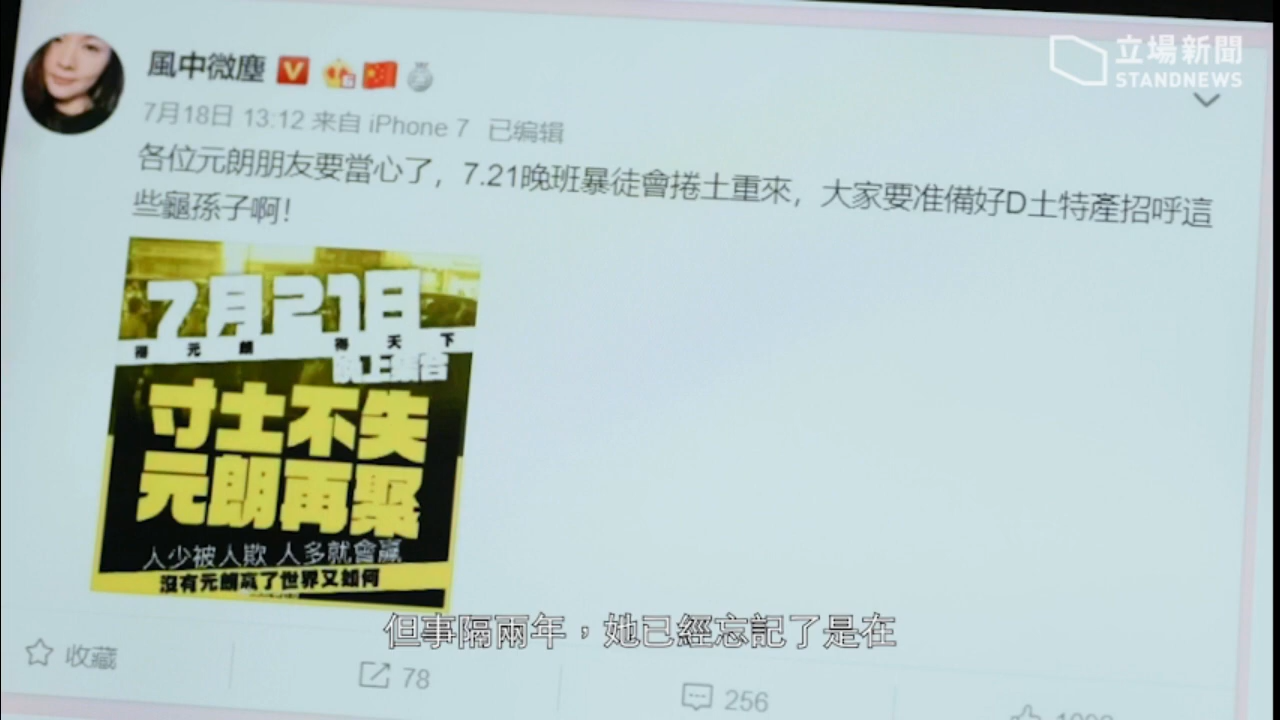 立場新聞
STANDNEWS
風中微塵
7月18日 13:12 来自 iPhone 7 已编辑
各位元朗朋友要當心了，7.21晚班暴徒會捲土重來，大家要准備好D土特產招呼這
些龜孫子啊！
7月21日
得元朗 得天下
晚上集合
寸土不失
元朗再聚
人少被人欺 人多就會贏
沒有元朗贏了世界又如何
但事隔兩年，她已經忘記了是在
收藏
78
256